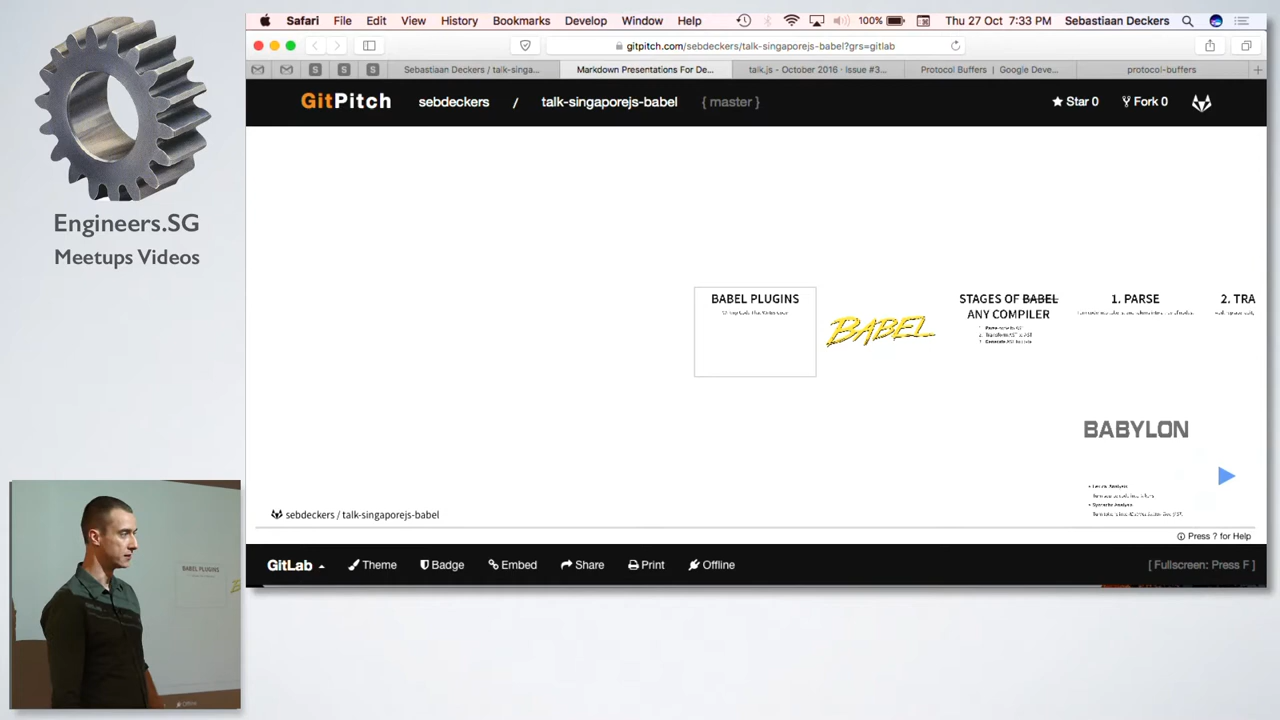 Engineers.SG
Meetups Videos
Safari File Edit View History Bookmarks Develop Window Help 100% Thu 27 Oct 7:33 PM Sebastiaan Deckers
gitpitch.com/sebdeckers/talk-singaporejs-babel?grs=gitlab
S S S Sebastiaan Deckers / talk-singa... Markdown Presentations For De... talk.js - October 2016 · Issue #3... Protocol Buffers | Google Deve... protocol-buffers
GitPitch sebdeckers / talk-singaporejs-babel { master } Star 0 Fork 0
BABEL PLUGINS
BABEL
STAGES OF BABEL
ANY COMPILER
1. PARSE
2. TRA
BABYLON
sebdeckers / talk-singaporejs-babel
Press ? for Help
GitLab Theme Badge Embed Share Print Offline [ Fullscreen: Press F ]
BABEL PLUGINS
Offline